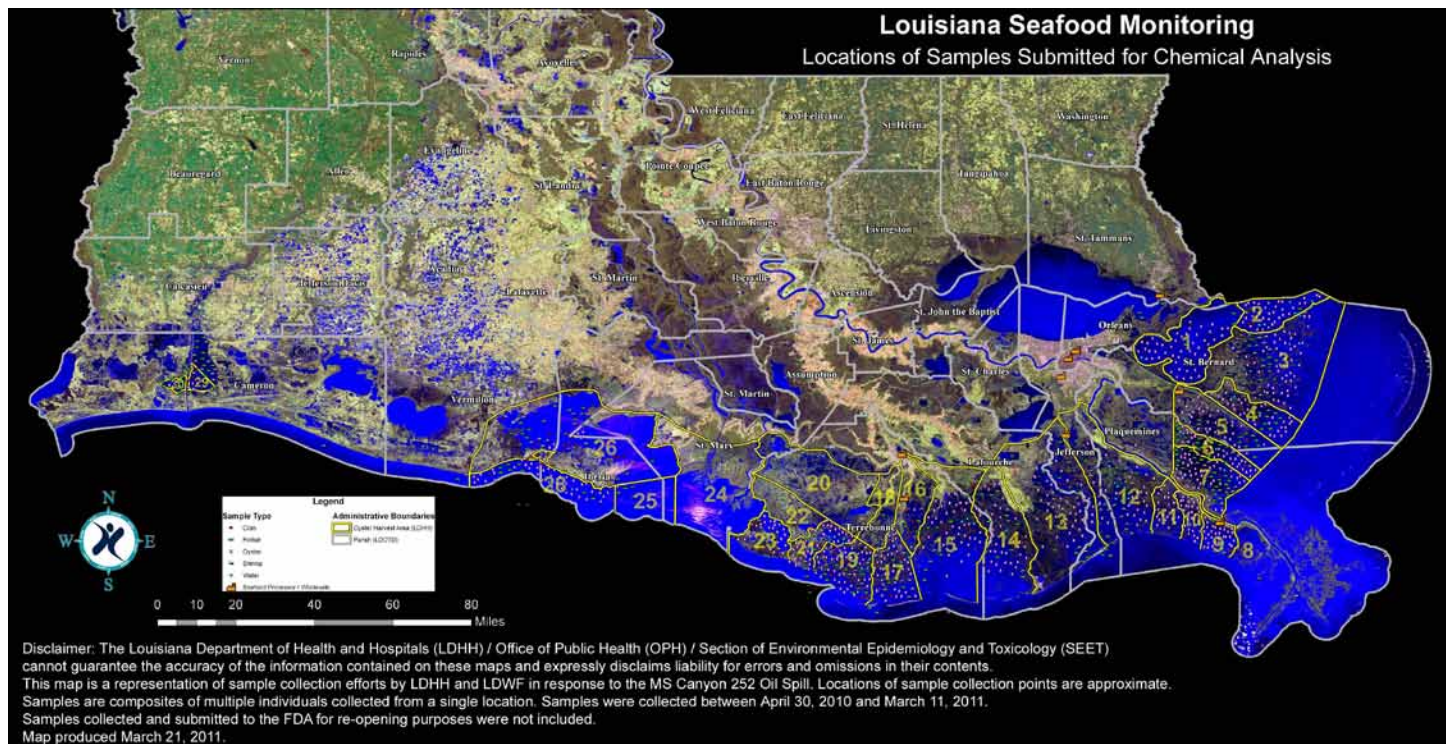 Louisiana Seafood Monitoring
Locations of Samples Submitted for Chemical Analysis
Vernon
Rapides
Avoyelles
West Feliciana
East Feliciana
St. Helena
Washington
Beauregard
Allen
Evangeline
St. Landry
Pointe Coupee
East Baton Rouge
Tangipahoa
West Baton Rouge
Livingston
St. Tammany
Calcasieu
Jefferson Davis
Acadia
Lafayette
St. Martin
Iberville
Ascension
St. John the Baptist
Orleans
St. James
St. Bernard
Cameron
Vermilion
St. Martin
Assumption
St. Charles
Plaquemines
St. Mary
Lafourche
Jefferson
Iberia
Terrebonne
1
2
3
4
5
6
7
8
9
10
11
12
13
14
15
16
17
18
19
20
21
22
23
24
25
26
26
29
N
W
E
S
Legend
Sample Type
Administrative Boundaries
Crab
Oyster Harvest Area (LDHH)
Finfish
Parish (LDOTD)
Oyster
Shrimp
Water
Seafood Processor / Wholesale
0 10 20 40 60 80
Miles
Disclaimer: The Louisiana Department of Health and Hospitals (LDHH) / Office of Public Health (OPH) / Section of Environmental Epidemiology and Toxicology (SEET)
cannot guarantee the accuracy of the information contained on these maps and expressly disclaims liability for errors and omissions in their contents.
This map is a representation of sample collection efforts by LDHH and LDWF in response to the MS Canyon 252 Oil Spill. Locations of sample collection points are approximate.
Samples are composites of multiple individuals collected from a single location. Samples were collected between April 30, 2010 and March 11, 2011.
Samples collected and submitted to the FDA for re-opening purposes were not included.
Map produced March 21, 2011.